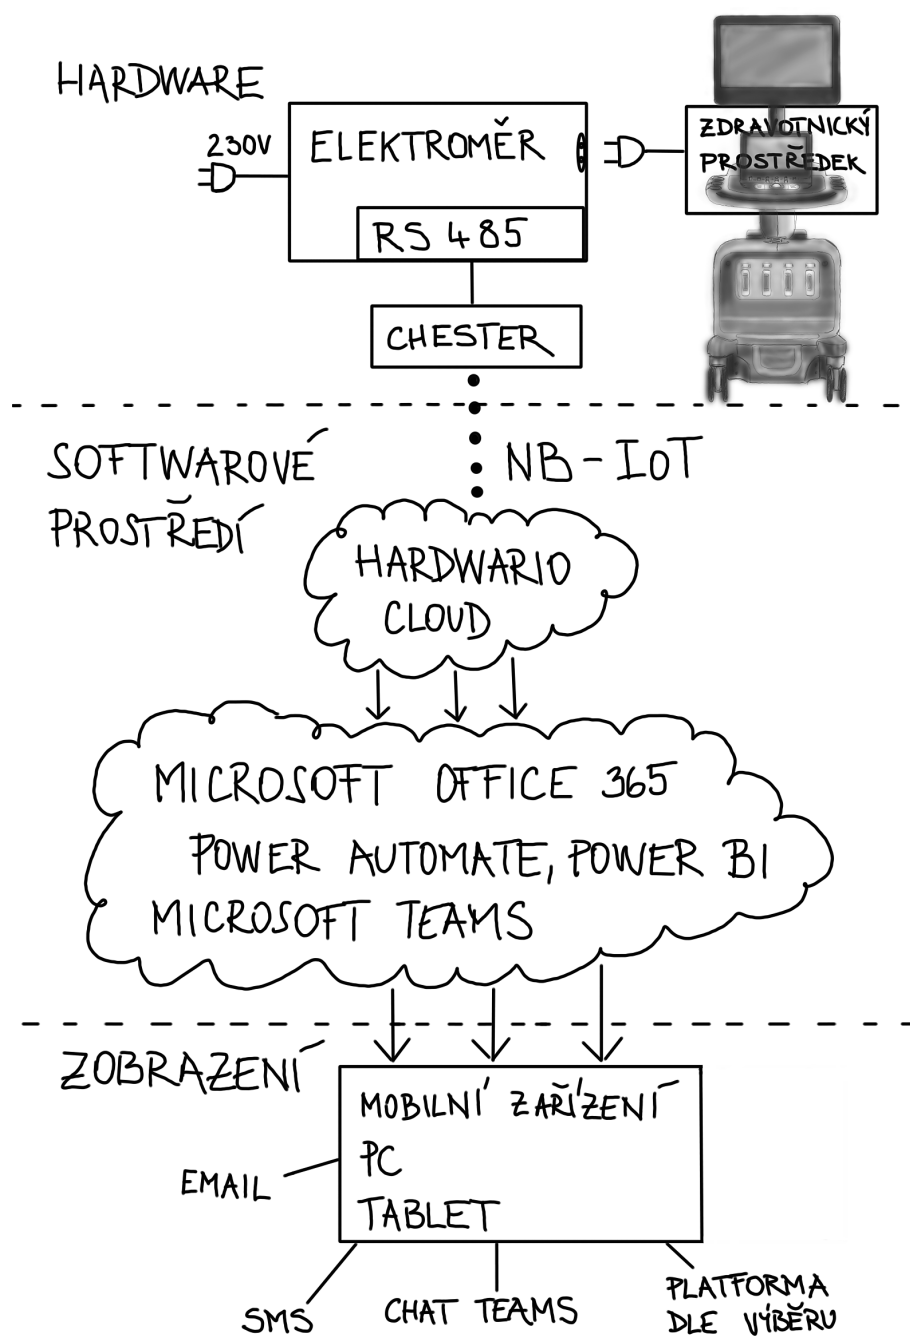 HARDWARE
230V
ELEKTROMĚR
RS 485
ZDRAVOTNICKÝ
PROSTŘEDEK
CHESTER
SOFTWAROVÉ
PROSTŘEDÍ
NB-IoT
HARDWARIO
CLOUD
MICROSOFT OFFICE 365
POWER AUTOMATE, POWER BI
MICROSOFT TEAMS
ZOBRAZENÍ
MOBILNÍ ZAŘÍZENÍ
PC
TABLET
EMAIL
SMS
CHAT TEAMS
PLATFORMA
DLE VÝBĚRU